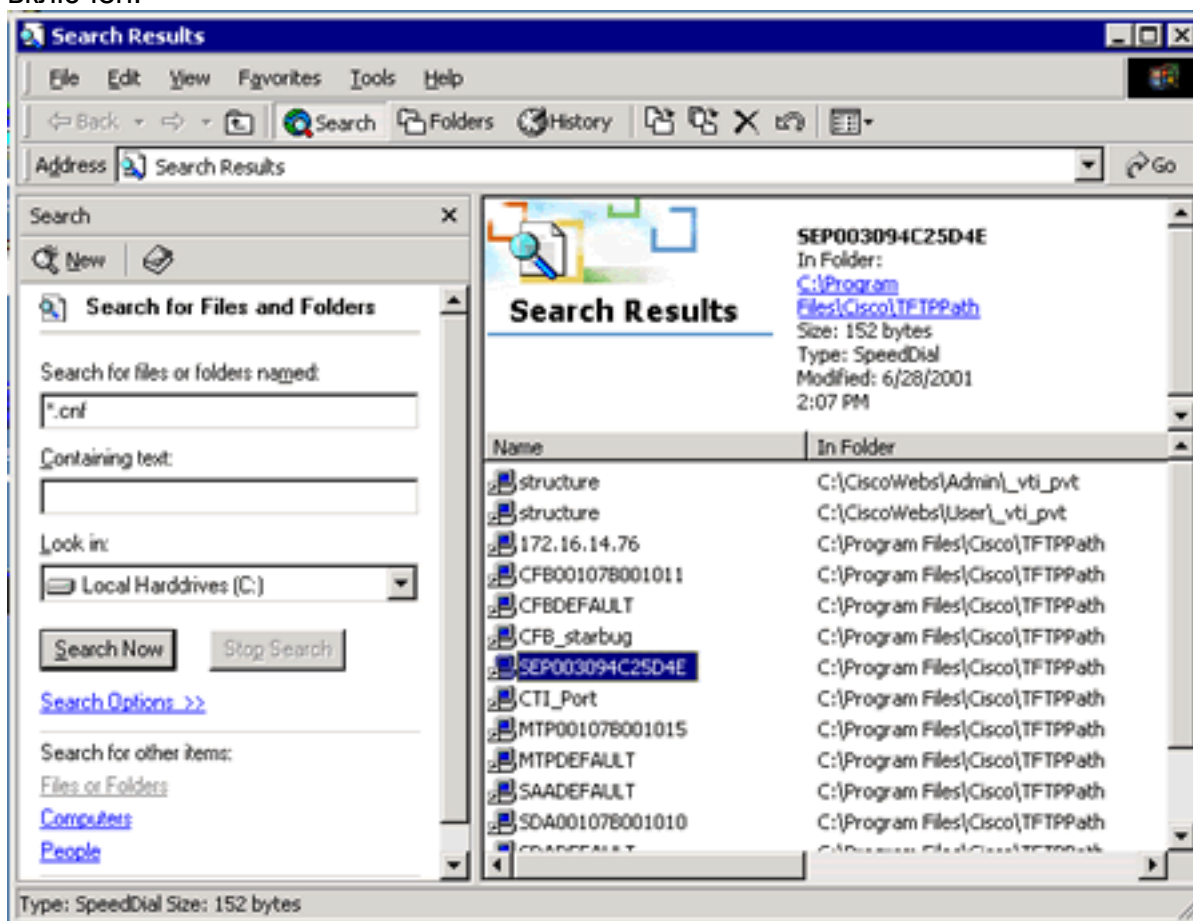 включен.
Search Results
File Edit View Favorites Tools Help
Back Search Folders History
Address Search Results Go
Search
New
Search for Files and Folders
Search for files or folders named:
*.cnf
Containing text:
Look in:
Local Harddrives (C:)
Search Now Stop Search
Search Options >>
Search for other items:
Files or Folders
Computers
People
Search Results
SEP003094C25D4E
In Folder:
C:\Program
Files\Cisco\TFTPPath
Size: 152 bytes
Type: SpeedDial
Modified: 6/28/2001
2:07 PM
Name In Folder
structure C:\CiscoWebs\Admin\_vti_pvt
structure C:\CiscoWebs\User\_vti_pvt
172.16.14.76 C:\Program Files\Cisco\TFTPPath
CFB00107B001011 C:\Program Files\Cisco\TFTPPath
CFBDEFAULT C:\Program Files\Cisco\TFTPPath
CFB_starbug C:\Program Files\Cisco\TFTPPath
SEP003094C25D4E C:\Program Files\Cisco\TFTPPath
CTI_Port C:\Program Files\Cisco\TFTPPath
MTP00107B001015 C:\Program Files\Cisco\TFTPPath
MTPDEFAULT C:\Program Files\Cisco\TFTPPath
SAADEFAULT C:\Program Files\Cisco\TFTPPath
SDA00107B001010 C:\Program Files\Cisco\TFTPPath
Type: SpeedDial Size: 152 bytes